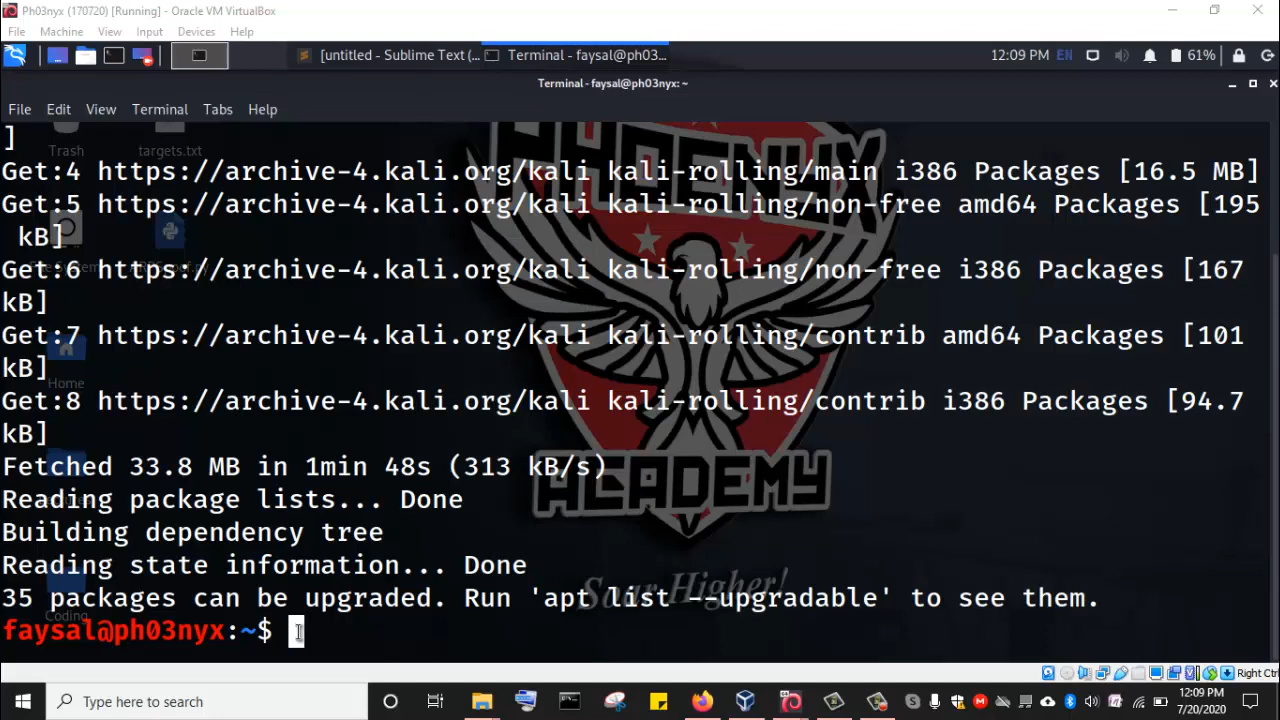 Ph03nyx (170720) [Running] - Oracle VM VirtualBox
File Machine View Input Devices Help
[untitled - Sublime Text (... Terminal - faysal@ph03... 12:09 PM EN 61%
Terminal - faysal@ph03nyx: ~
File Edit View Terminal Tabs Help
]
Trash targets.txt
Get:4 https://archive-4.kali.org/kali kali-rolling/main i386 Packages [16.5 MB]
Get:5 https://archive-4.kali.org/kali kali-rolling/non-free amd64 Packages [195
kB]
Get:6 https://archive-4.kali.org/kali kali-rolling/non-free i386 Packages [167
kB]
Get:7 https://archive-4.kali.org/kali kali-rolling/contrib amd64 Packages [101
kB]
Home
Get:8 https://archive-4.kali.org/kali kali-rolling/contrib i386 Packages [94.7
kB]
Fetched 33.8 MB in 1min 48s (313 kB/s)
Reading package lists... Done
Building dependency tree
Reading state information... Done
35 packages can be upgraded. Run 'apt list --upgradable' to see them.
Coding
faysal@ph03nyx:~$
PHOENYX
ACADEMY
Soar Higher!
Right Ctrl
Type here to search
12:09 PM
7/20/2020